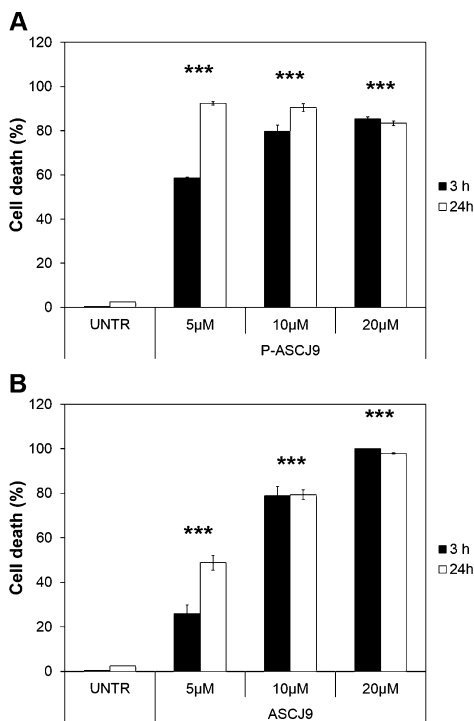 A
120
100
80
60
40
20
0
Cell death (%)
*** *** ***
3 h
24h
UNTR 5µM 10µM 20µM
P-ASCJ9
B
120
100
80
60
40
20
0
Cell death (%)
*** *** ***
3 h
24h
UNTR 5µM 10µM 20µM
ASCJ9